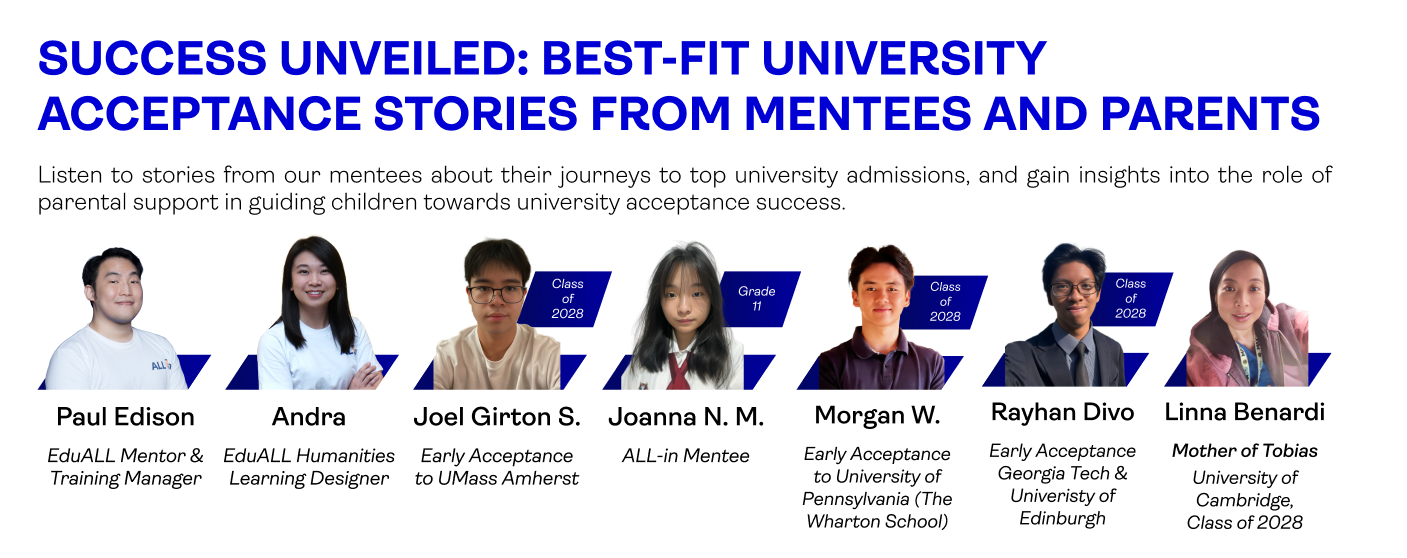 SUCCESS UNVEILED: BEST-FIT UNIVERSITY
ACCEPTANCE STORIES FROM MENTEES AND PARENTS
Listen to stories from our mentees about their journeys to top university admissions, and gain insights into the role of
parental support in guiding children towards university acceptance success.
Paul Edison
EduALL Mentor &
Training Manager
Andra
EduALL Humanities
Learning Designer
Class
of
2028
Joel Girton S.
Early Acceptance
to UMass Amherst
Grade
11
Joanna N. M.
ALL-in Mentee
Class
of
2028
Morgan W.
Early Acceptance
to University of
Pennsylvania (The
Wharton School)
Class
of
2028
Rayhan Divo
Early Acceptance
Georgia Tech &
Univeristy of
Edinburgh
Linna Benardi
Mother of Tobias
University of
Cambridge,
Class of 2028